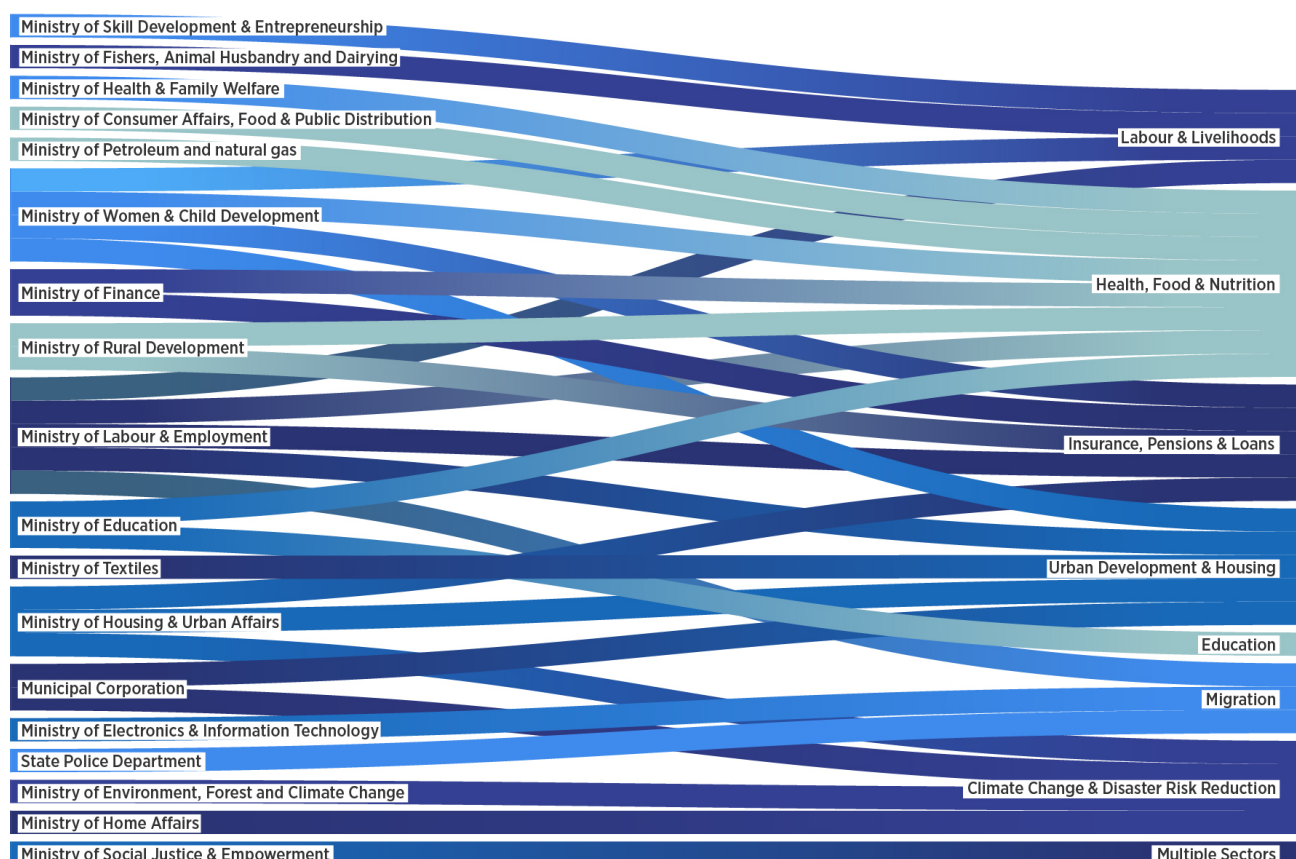 Ministry of Skill Development & Entrepreneurship
Ministry of Fishers, Animal Husbandry and Dairying
Ministry of Health & Family Welfare
Ministry of Consumer Affairs, Food & Public Distribution
Labour & Livelihoods
Ministry of Petroleum and natural gas
Ministry of Women & Child Development
Health, Food & Nutrition
Ministry of Finance
Ministry of Rural Development
Ministry of Labour & Employment
Insurance, Pensions & Loans
Ministry of Education
Ministry of Textiles
Urban Development & Housing
Ministry of Housing & Urban Affairs
Education
Municipal Corporation
Migration
Ministry of Electronics & Information Technology
State Police Department
Climate Change & Disaster Risk Reduction
Ministry of Environment, Forest and Climate Change
Ministry of Home Affairs
Ministry of Social Justice & Empowerment
Multiple Sectors